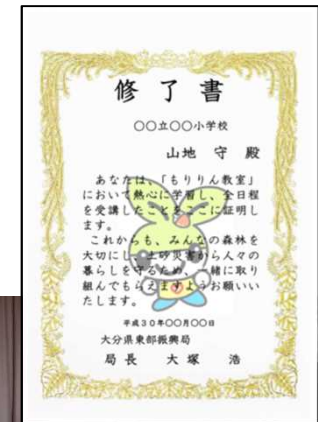 修了書
〇〇立〇〇小学校
山地 守 殿
あなたは、「もりりん教室」
において熱心に学習し、全日程
を受講したことをここに証明し
ます。
これからも、みんなの森林を
大切にし、土砂災害から人々の
暮らしを守るため、一緒に取り
組んでもらえますようお願いい
たします。
平成30年〇〇月〇〇日
大分県東部振興局
局長 大塚 浩